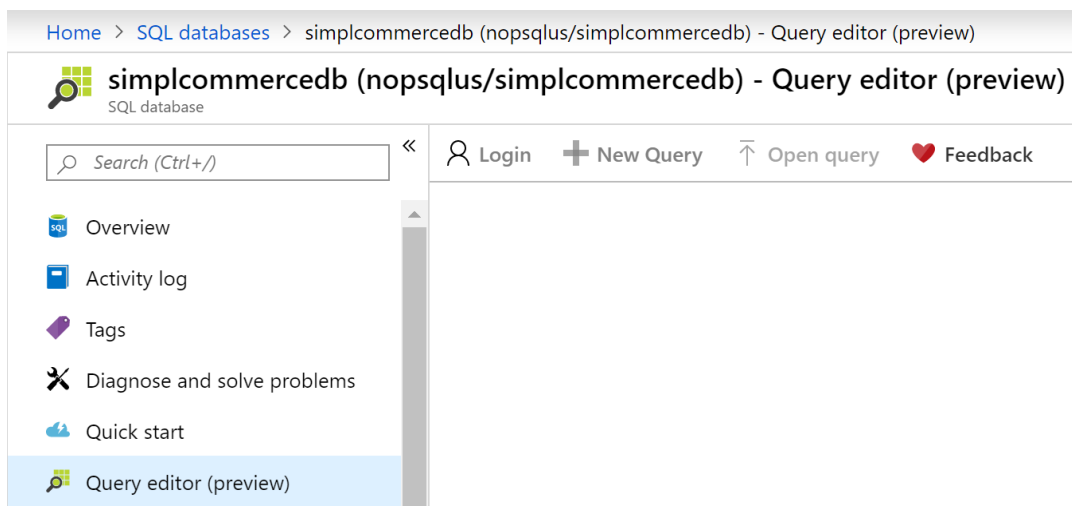 Home > SQL databases > simplcommercedb (nopsqlus/simplcommercedb) - Query editor (preview)
simplcommercedb (nopsqlus/simplcommercedb) - Query editor (preview)
SQL database
Search (Ctrl+/)
«
Login
New Query
Open query
Feedback
SQL
Overview
Activity log
Tags
Diagnose and solve problems
Quick start
Query editor (preview)